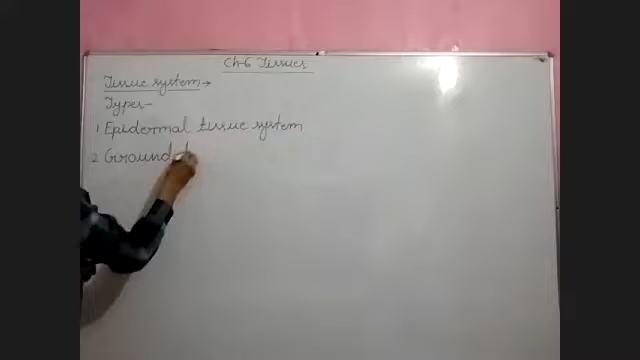 Ch-6 Tissues
Tissue system →
Types-
1. Epidermal tissue system
2. Ground t